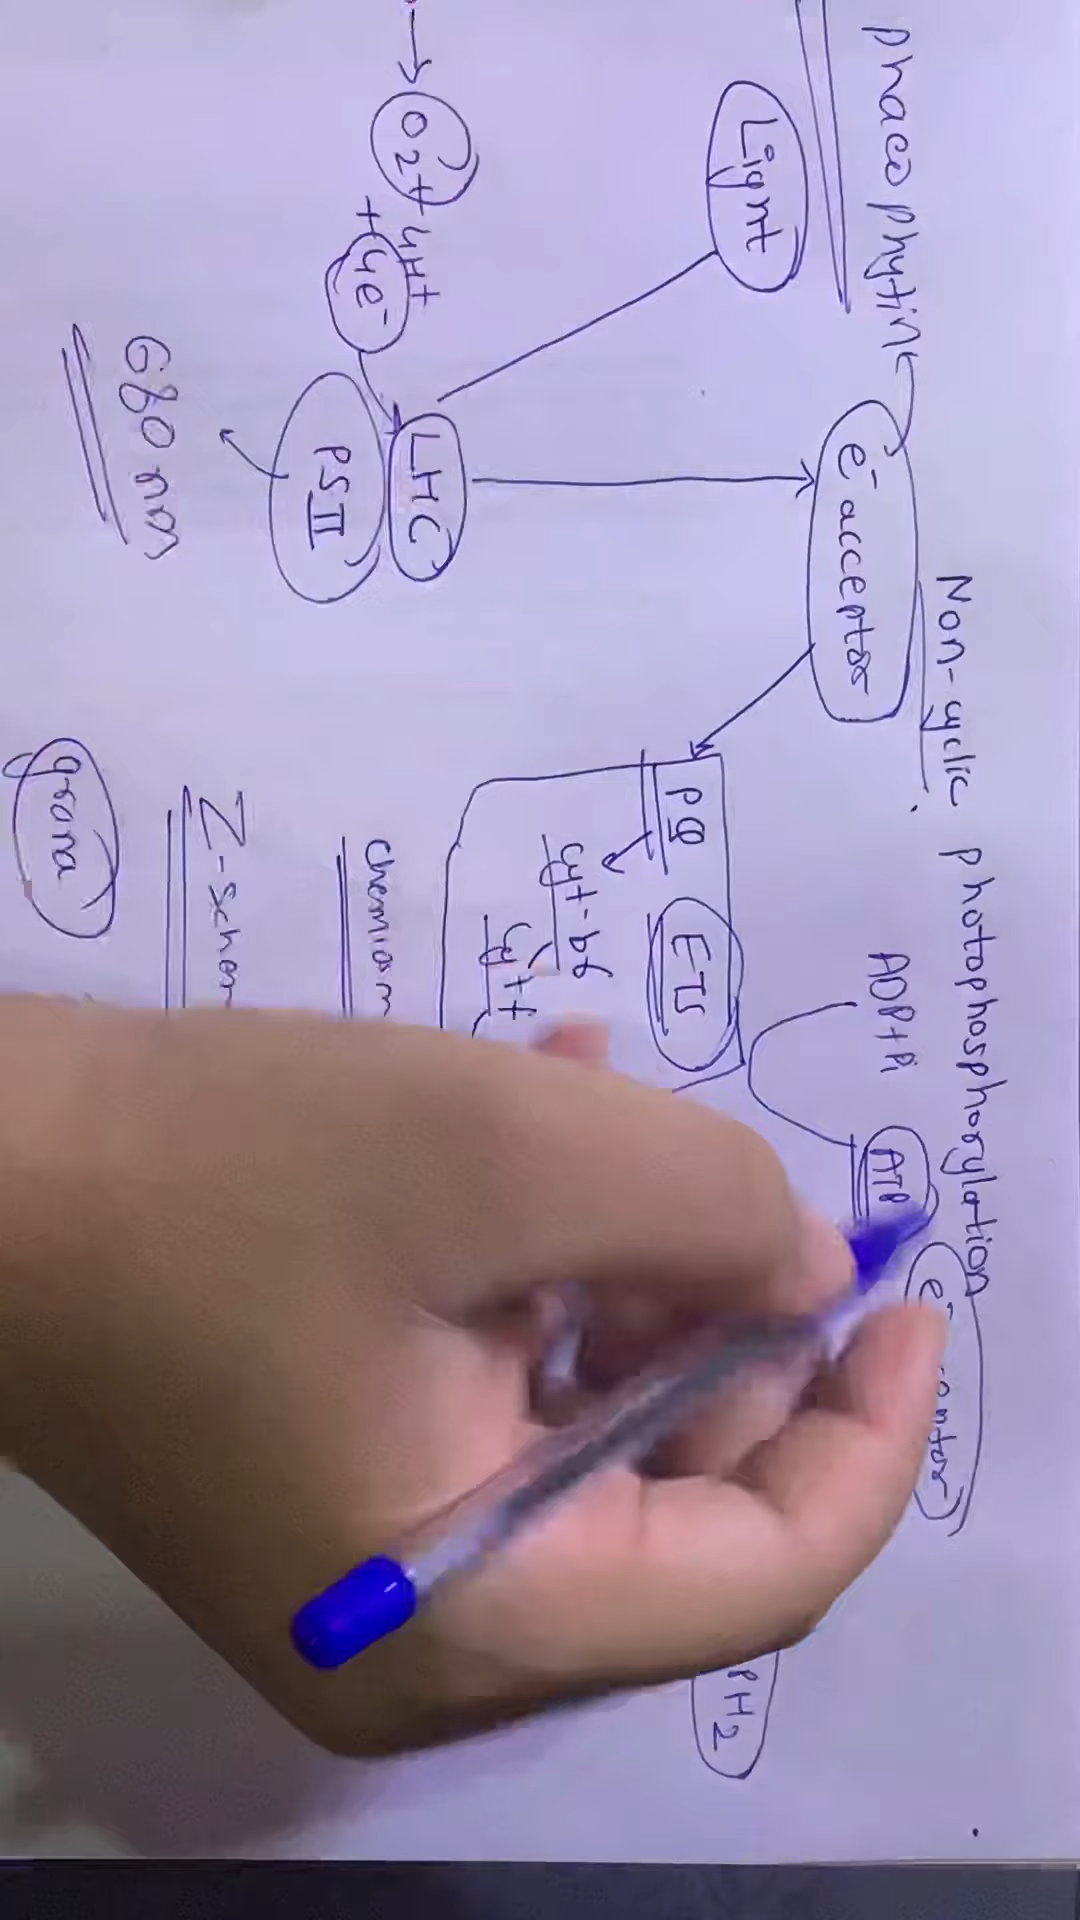 Non-cyclic photophosphorylation
phaeophytin
e⁻ acceptor
ADP+Pi
ATP
e⁻
Light
PQ
ETS
cyt-b6
cyt f
PH2
O2 + 4H+
+ 4e⁻
LHC
PS II
680 nm
chemiosm
Z-schem
grana